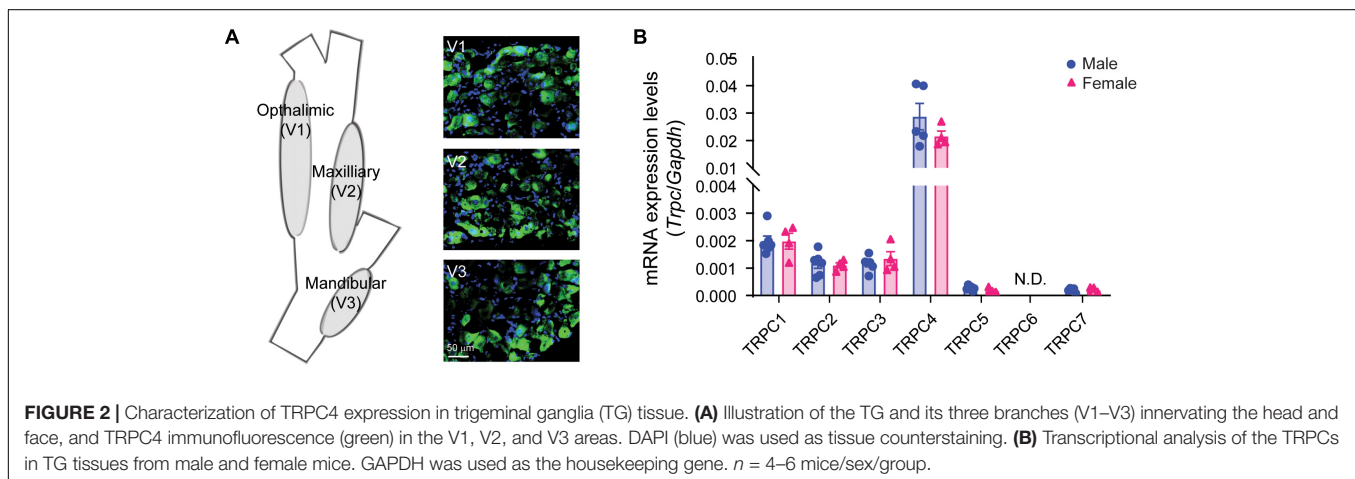 A
Opthalimic
(V1)
Maxilliary
(V2)
Mandibular
(V3)
V1
V2
V3
50 µm
B
mRNA expression levels
(Trpc/Gapdh)
0.05
0.04
0.03
0.02
0.01
0.004
0.003
0.002
0.001
0.000
N.D.
TRPC1
TRPC2
TRPC3
TRPC4
TRPC5
TRPC6
TRPC7
Male
Female
FIGURE 2 | Characterization of TRPC4 expression in trigeminal ganglia (TG) tissue. (A) Illustration of the TG and its three branches (V1–V3) innervating the head and
face, and TRPC4 immunofluorescence (green) in the V1, V2, and V3 areas. DAPI (blue) was used as tissue counterstaining. (B) Transcriptional analysis of the TRPCs
in TG tissues from male and female mice. GAPDH was used as the housekeeping gene. n = 4–6 mice/sex/group.